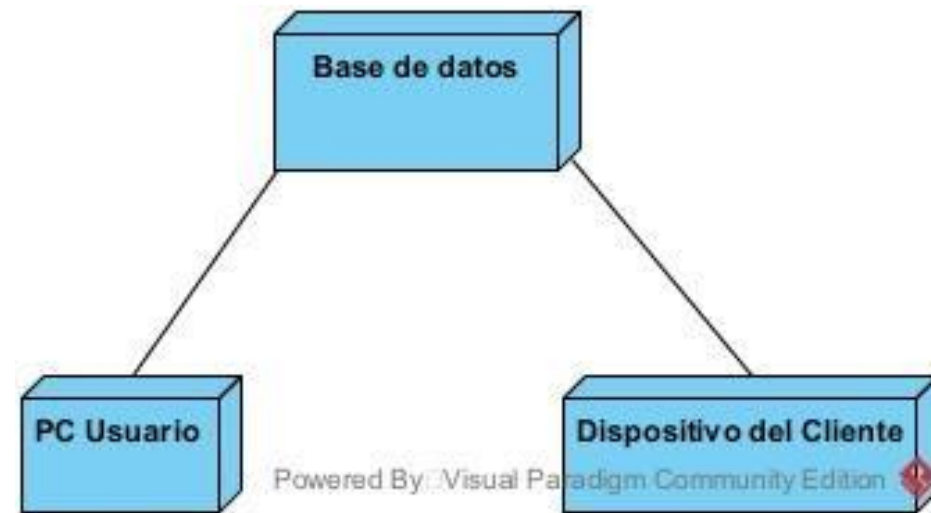 Base de datos
PC Usuario
Dispositivo del Cliente
Powered By Visual Paradigm Community Edition